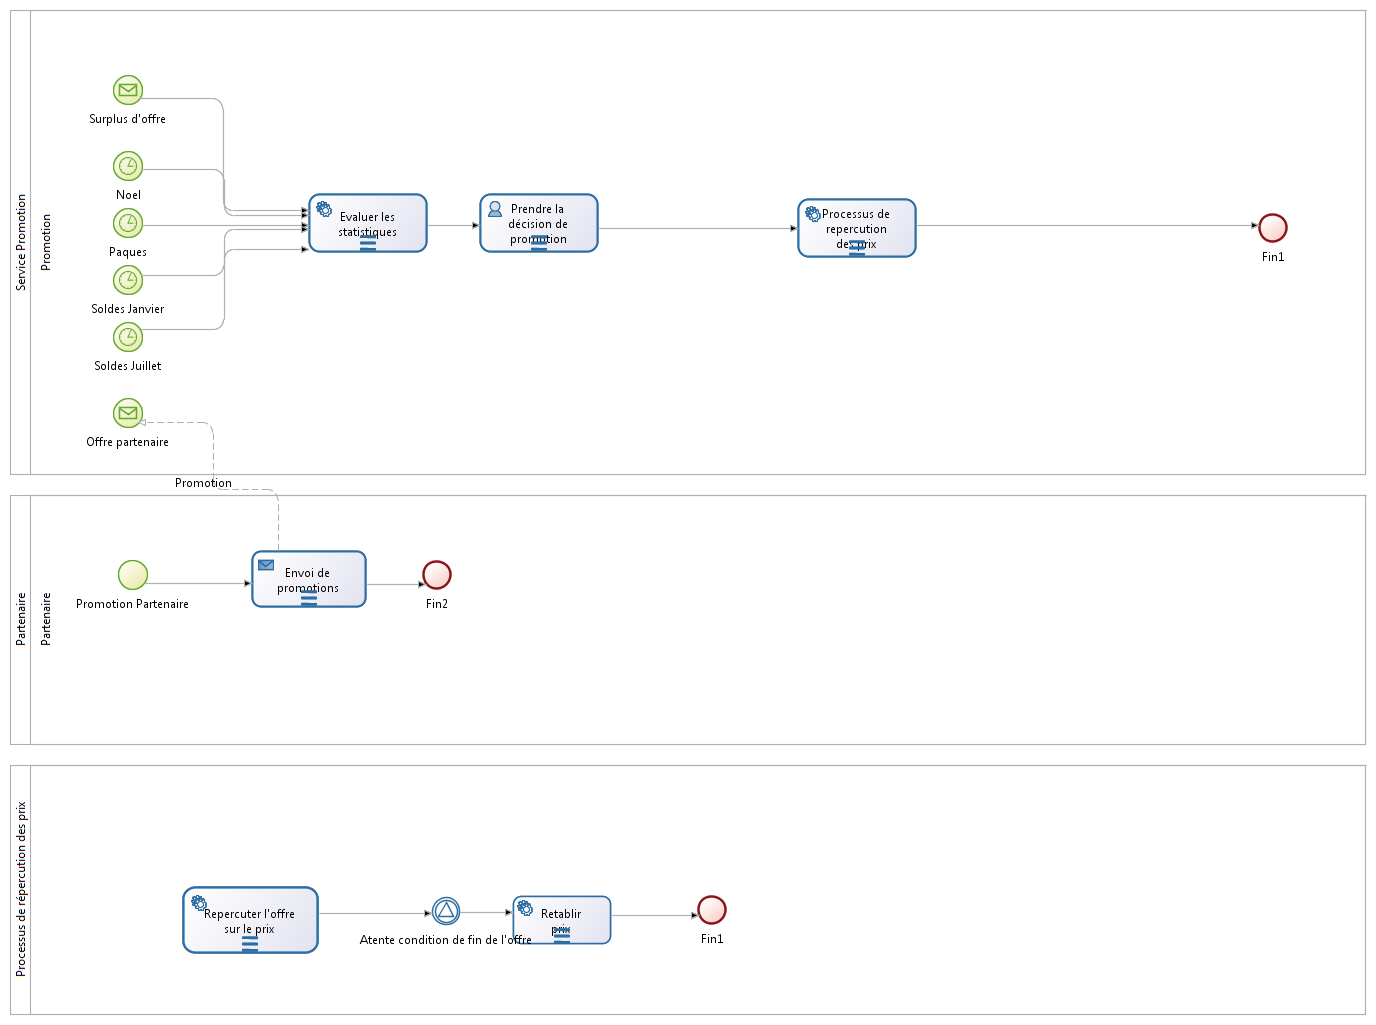 Service Promotion
Promotion
Surplus d'offre
Noel
Paques
Soldes Janvier
Soldes Juillet
Offre partenaire
Evaluer les
statistiques
Prendre la
décision de
promotion
Processus de
repercution
des prix
Fin1
Promotion
Partenaire
Partenaire
Promotion Partenaire
Envoi de
promotions
Fin2
Processus de répercution des prix
Repercuter l'offre
sur le prix
Atente condition de fin de l'offre
Retablir
prix
Fin1